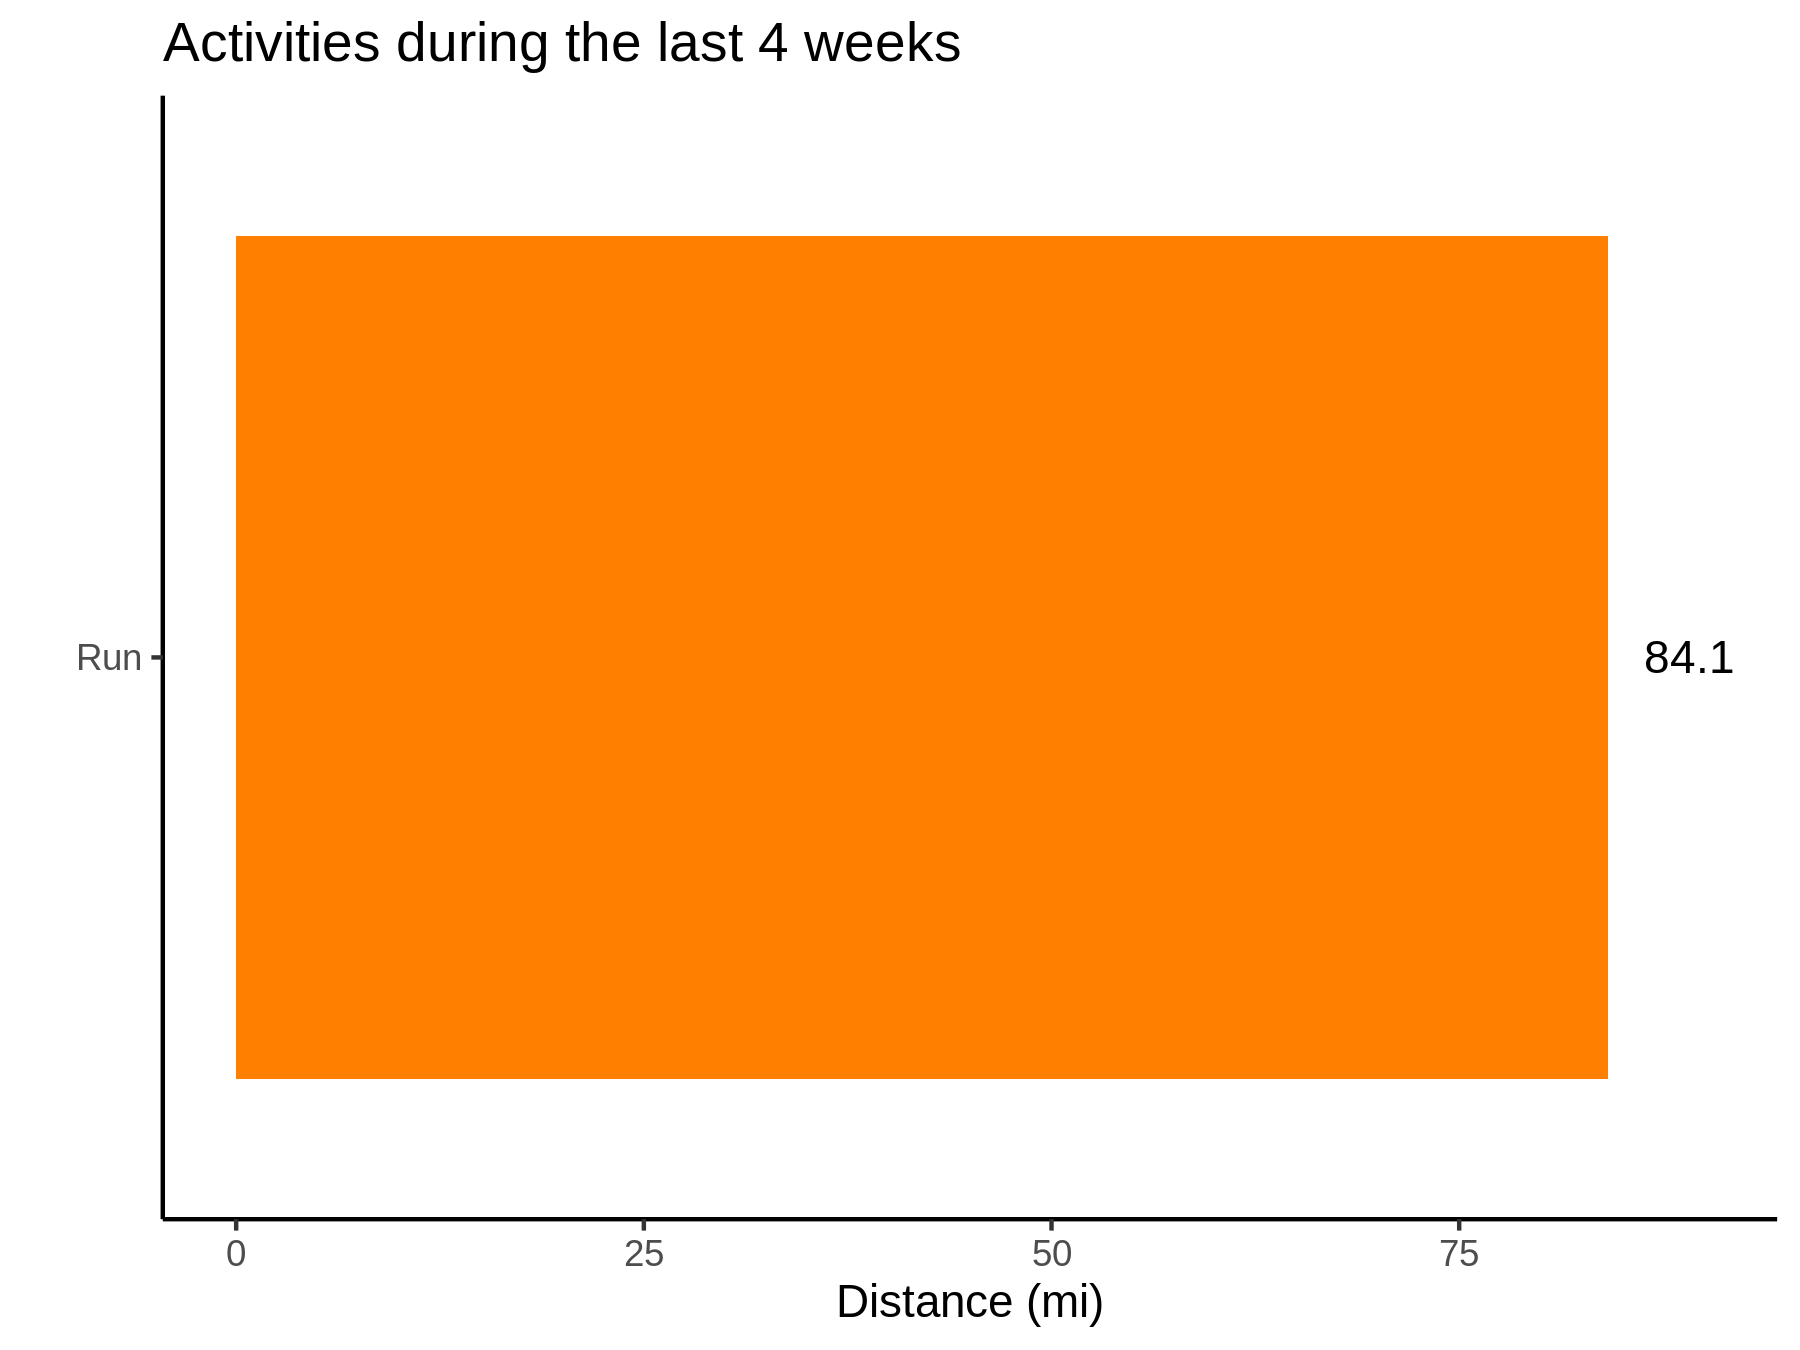 Activities during the last 4 weeks
Run
84.1
0 25 50 75
Distance (mi)